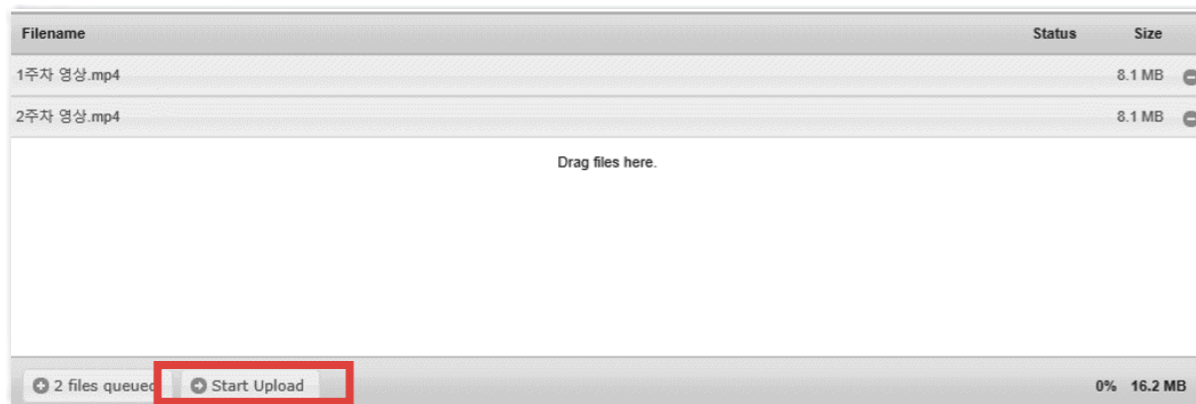 Filename Status Size
1주차 영상.mp4 8.1 MB
2주차 영상.mp4 8.1 MB
Drag files here.
2 files queued Start Upload 0% 16.2 MB